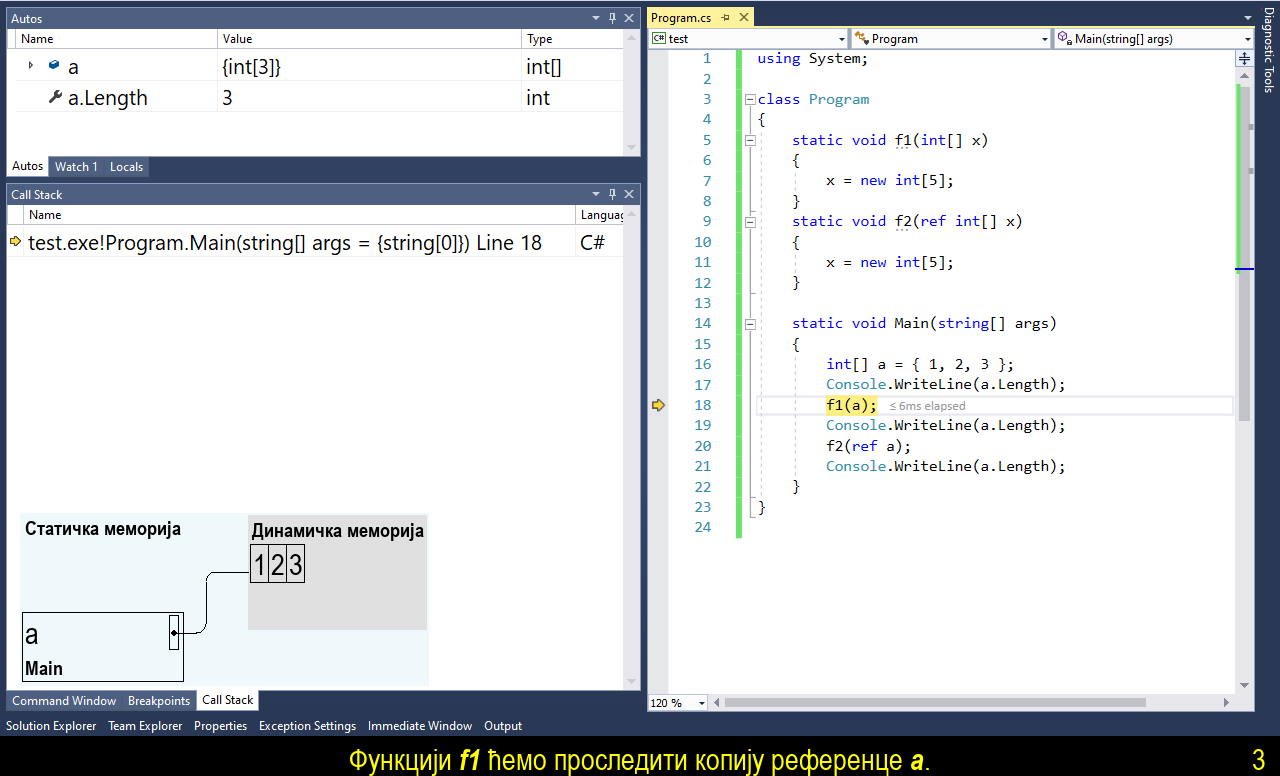 Autos
Name Value Type
a {int[3]} int[]
a.Length 3 int
Autos Watch 1 Locals
Call Stack
Name Languag
test.exe!Program.Main(string[] args = {string[0]}) Line 18 C#
Статичка меморија
Динамичка меморија
1 2 3
a
Main
Command Window Breakpoints Call Stack
Solution Explorer Team Explorer Properties Exception Settings Immediate Window Output
Program.cs
C# test Program Main(string[] args)
1 using System;
2
3 class Program
4 {
5 static void f1(int[] x)
6 {
7 x = new int[5];
8 }
9 static void f2(ref int[] x)
10 {
11 x = new int[5];
12 }
13
14 static void Main(string[] args)
15 {
16 int[] a = { 1, 2, 3 };
17 Console.WriteLine(a.Length);
18 f1(a); ≤ 6ms elapsed
19 Console.WriteLine(a.Length);
20 f2(ref a);
21 Console.WriteLine(a.Length);
22 }
23 }
24
120 %
Diagnostic Tools
Функцији f1 ћемо проследити копију референце a.
3